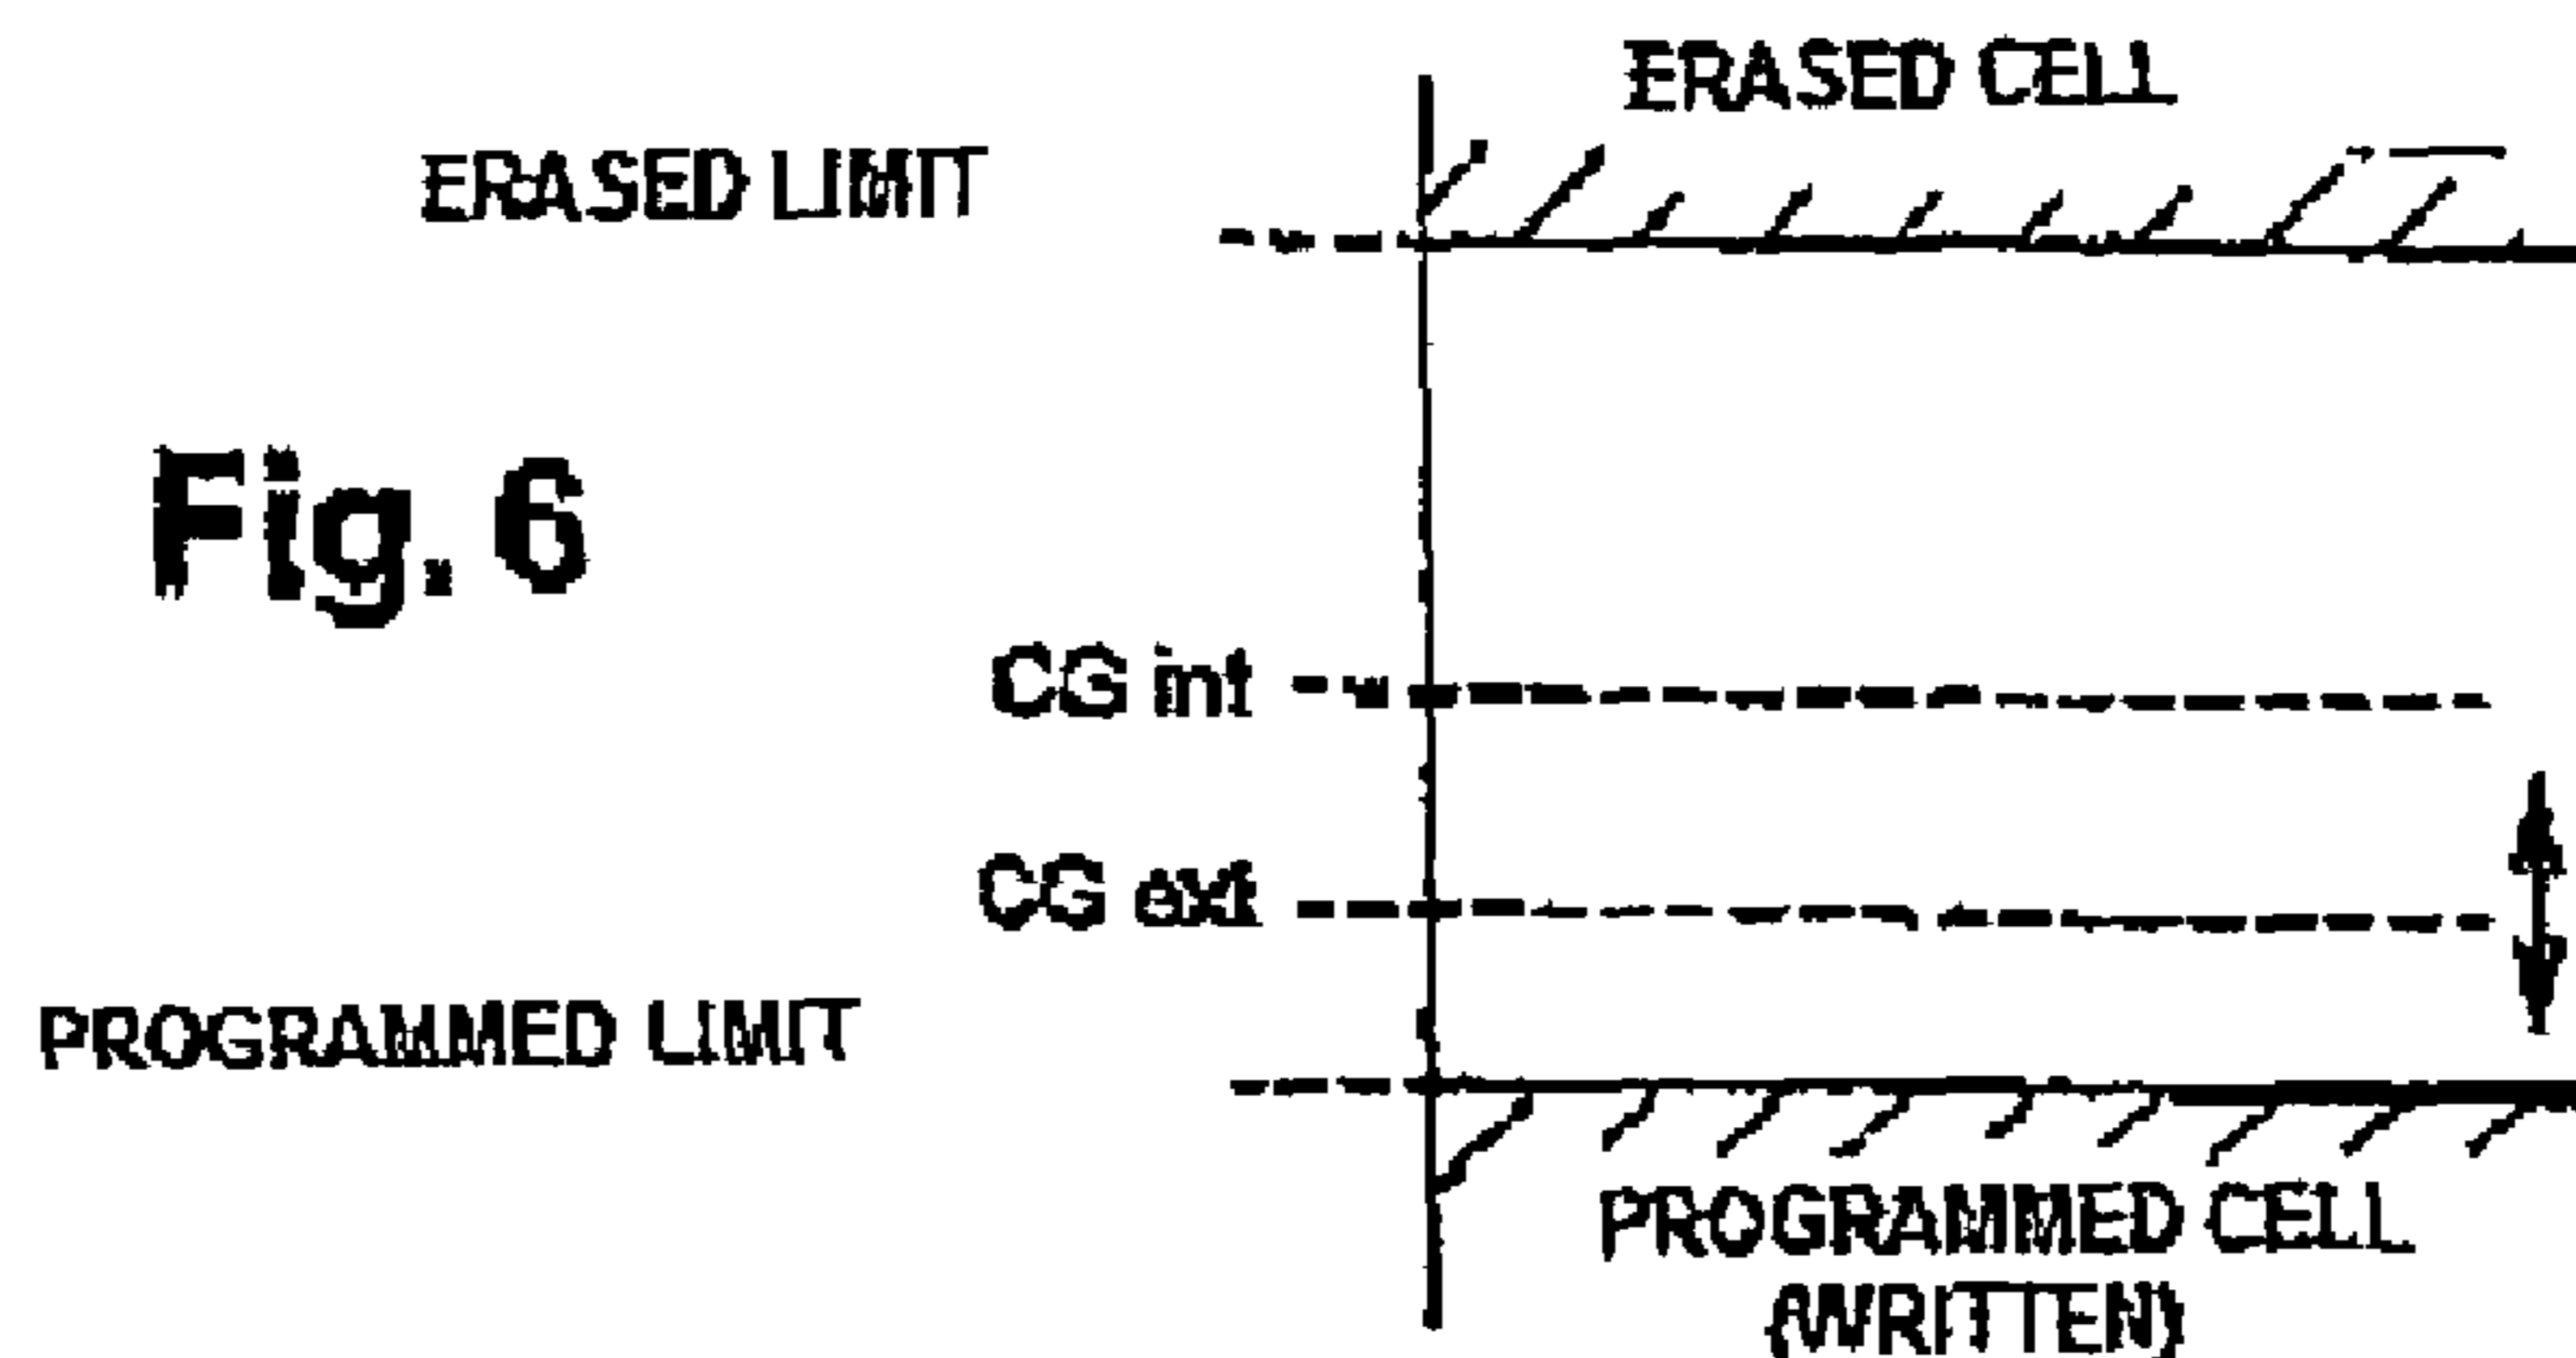 ERASED CELL
ERASED LIMIT
Fig. 6
CG int
CG ext
PROGRAMMED LIMIT
PROGRAMMED CELL
(WRITTEN)